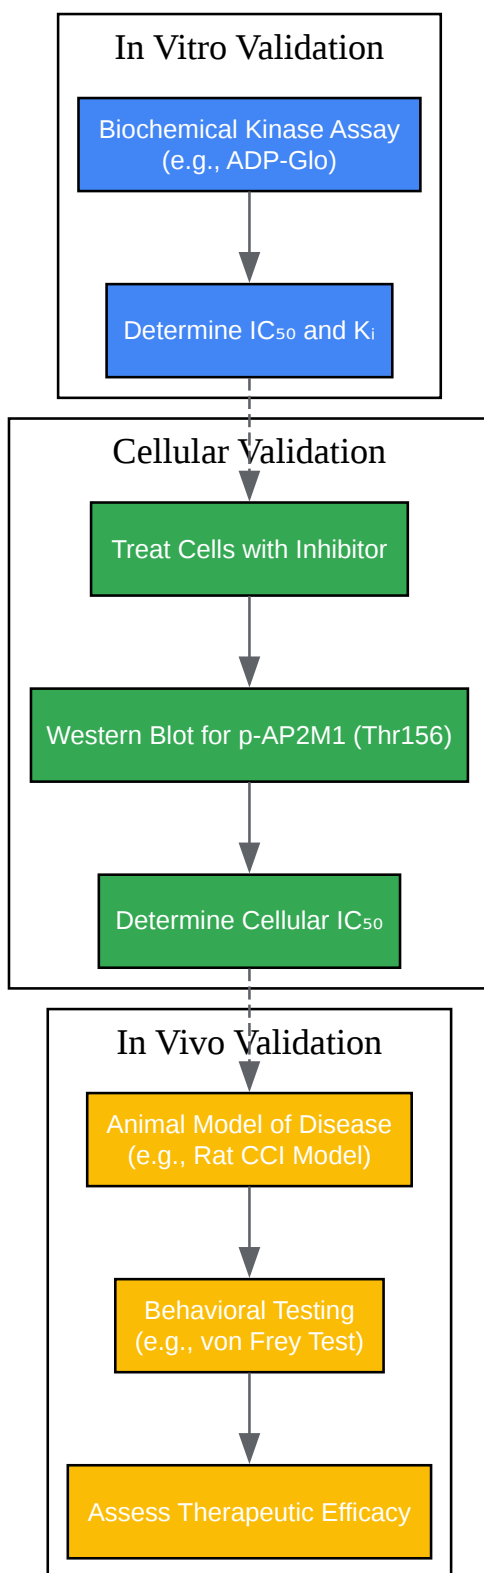 In Vitro Validation
Biochemical Kinase Assay
(e.g., ADP-Glo)
Determine IC₅₀ and Kᵢ
Cellular Validation
Treat Cells with Inhibitor
Western Blot for p-AP2M1 (Thr156)
Determine Cellular IC₅₀
In Vivo Validation
Animal Model of Disease
(e.g., Rat CCI Model)
Behavioral Testing
(e.g., von Frey Test)
Assess Therapeutic Efficacy